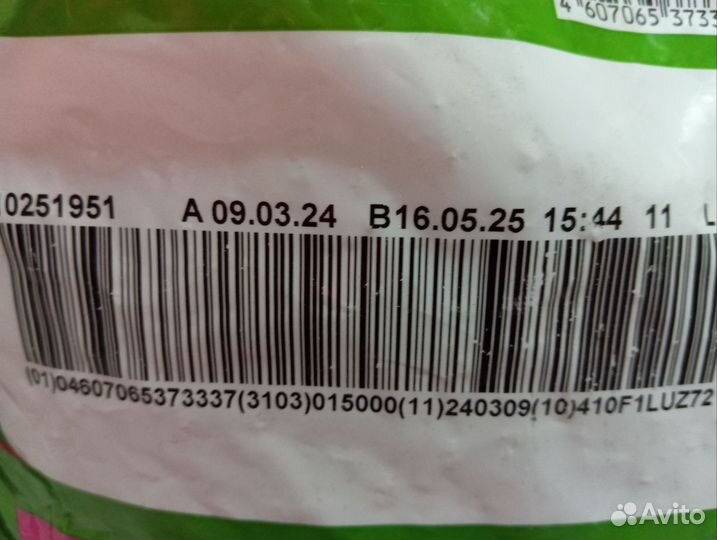 4 607065 3733
10251951 A 09.03.24 B16.05.25 15:44 11
(01)04607065373337(3103)015000(11)240309(10)410F1LUZ72
Avito